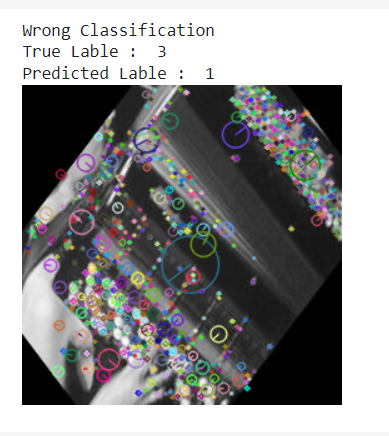 Wrong Classification
True Lable :  3
Predicted Lable :  1